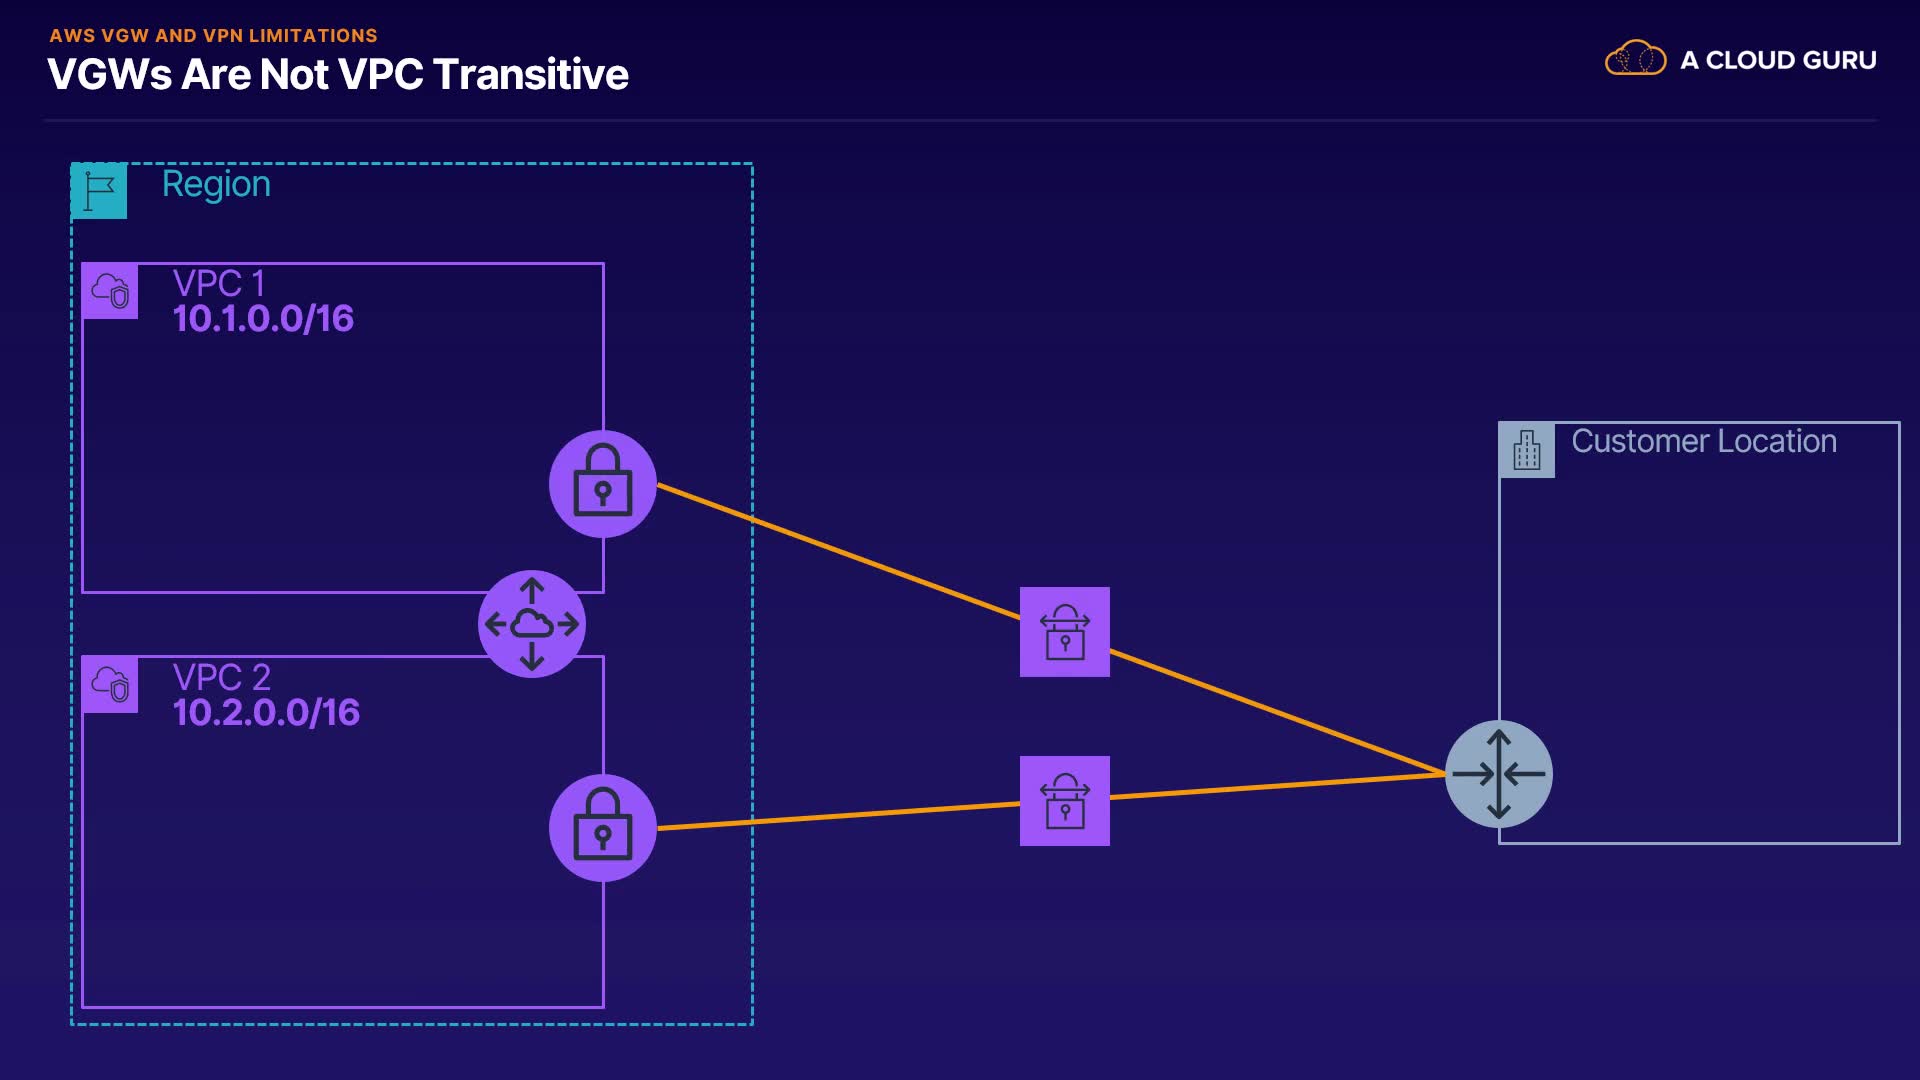 AWS VGW AND VPN LIMITATIONS
VGWs Are Not VPC Transitive
A CLOUD GURU
Region
VPC 1
10.1.0.0/16
VPC 2
10.2.0.0/16
Customer Location